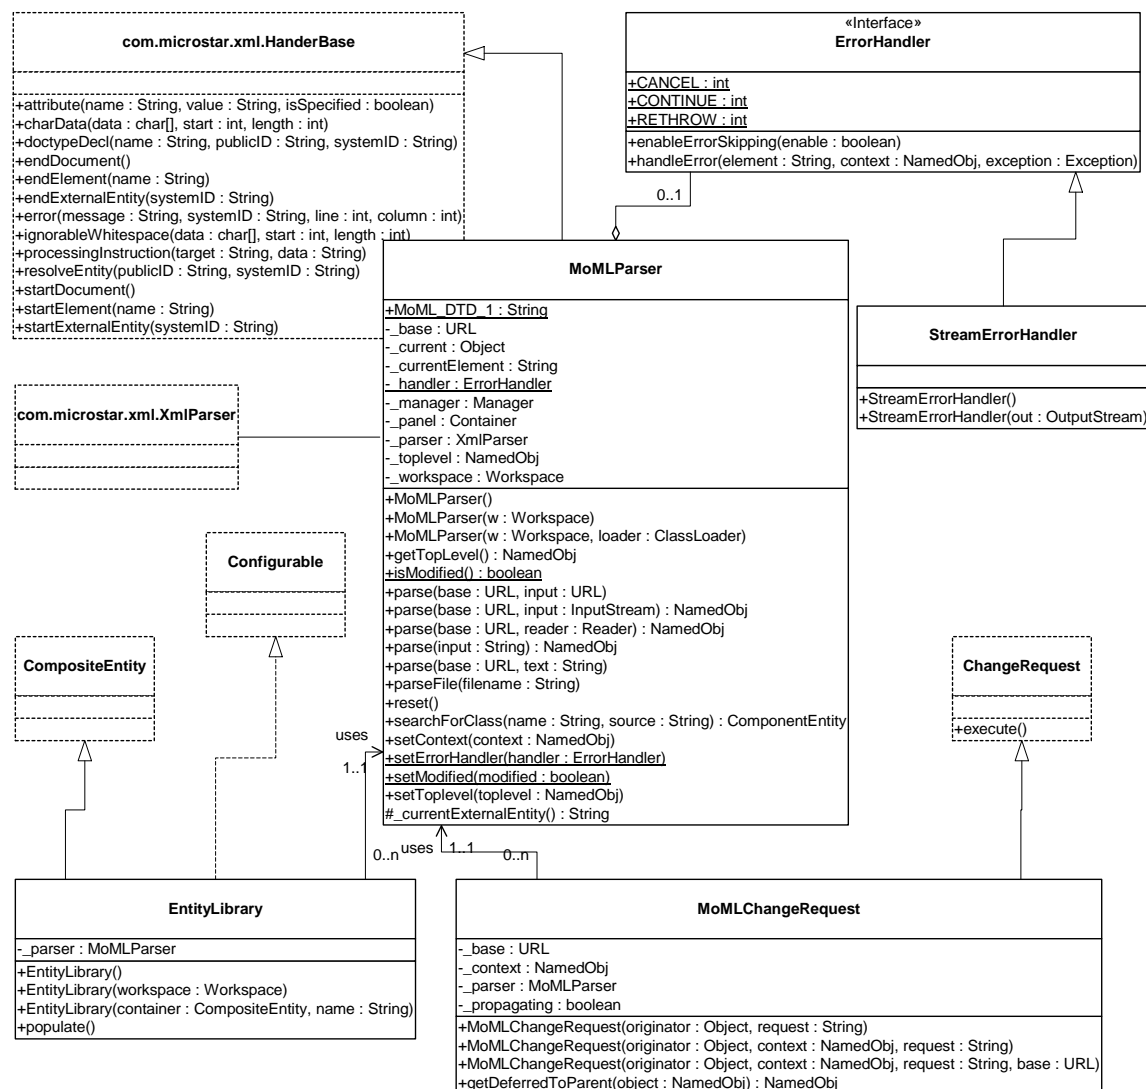 com.microstar.xml.HanderBase
+attribute(name : String, value : String, isSpecified : boolean)
+charData(data : char[], start : int, length : int)
+doctypeDecl(name : String, publicID : String, systemID : String)
+endDocument()
+endElement(name : String)
+endExternalEntity(systemID : String)
+error(message : String, systemID : String, line : int, column : int)
+ignorableWhitespace(data : char[], start : int, length : int)
+processingInstruction(target : String, data : String)
+resolveEntity(publicID : String, systemID : String)
+startDocument()
+startElement(name : String)
+startExternalEntity(systemID : String)
«Interface»
ErrorHandler
+CANCEL : int
+CONTINUE : int
+RETHROW : int
+enableErrorSkipping(enable : boolean)
+handleError(element : String, context : NamedObj, exception : Exception)
0..1
MoMLParser
+MoML_DTD_1 : String
-_base : URL
-_current : Object
-_currentElement : String
-_handler : ErrorHandler
-_manager : Manager
-_panel : Container
-_parser : XmlParser
-_toplevel : NamedObj
-_workspace : Workspace
+MoMLParser()
+MoMLParser(w : Workspace)
+MoMLParser(w : Workspace, loader : ClassLoader)
+getTopLevel() : NamedObj
+isModified() : boolean
+parse(base : URL, input : URL)
+parse(base : URL, input : InputStream) : NamedObj
+parse(base : URL, reader : Reader) : NamedObj
+parse(input : String) : NamedObj
+parse(base : URL, text : String)
+parseFile(filename : String)
+reset()
+searchForClass(name : String, source : String) : ComponentEntity
+setContext(context : NamedObj)
+setErrorHandler(handler : ErrorHandler)
+setModified(modified : boolean)
+setToplevel(toplevel : NamedObj)
#_currentExternalEntity() : String
StreamErrorHandler
+StreamErrorHandler()
+StreamErrorHandler(out : OutputStream)
com.microstar.xml.XmlParser
Configurable
CompositeEntity
ChangeRequest
+execute()
uses
1..1
0..n
uses
1..1
0..n
EntityLibrary
-_parser : MoMLParser
+EntityLibrary()
+EntityLibrary(workspace : Workspace)
+EntityLibrary(container : CompositeEntity, name : String)
+populate()
MoMLChangeRequest
-_base : URL
-_context : NamedObj
-_parser : MoMLParser
-_propagating : boolean
+MoMLChangeRequest(originator : Object, request : String)
+MoMLChangeRequest(originator : Object, context : NamedObj, request : String)
+MoMLChangeRequest(originator : Object, context : NamedObj, request : String, base : URL)
+getDeferredToParent(object : NamedObj) : NamedObj